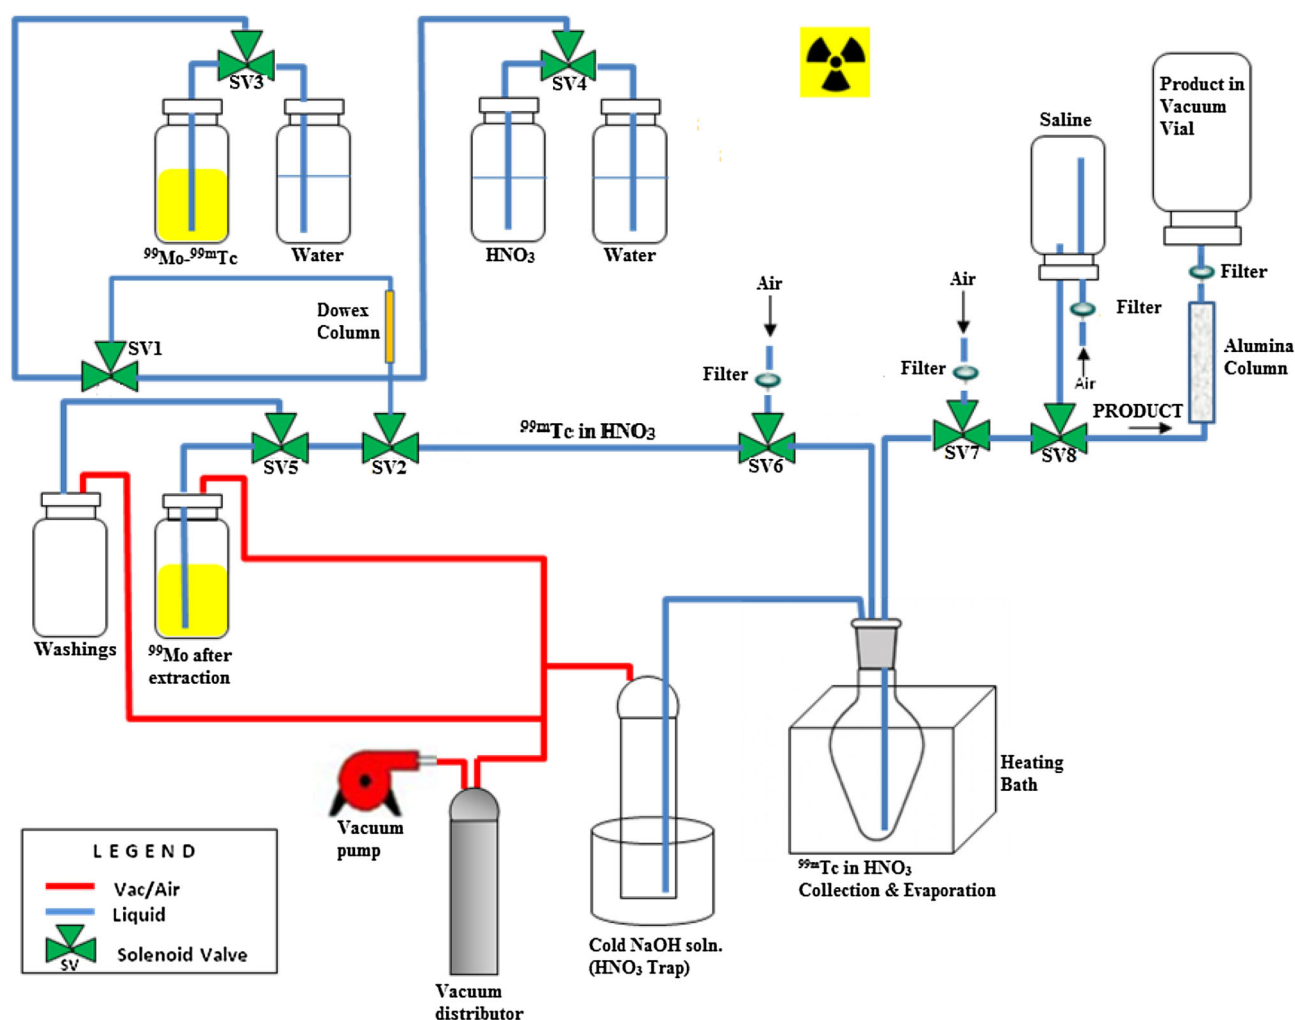 SV3
SV4
⁹⁹Mo-⁹⁹ᵐTc
Water
HNO₃
Water
Saline
Product in
Vacuum
Vial
Filter
Filter
Air
Alumina
Column
PRODUCT
Air
Filter
Air
Filter
Dowex
Column
SV1
⁹⁹ᵐTc in HNO₃
SV5
SV2
SV6
SV7
SV8
Washings
⁹⁹Mo after
extraction
Vacuum
pump
Vacuum
distributor
Cold NaOH soln.
(HNO₃ Trap)
Heating
Bath
⁹⁹ᵐTc in HNO₃
Collection & Evaporation
LEGEND
Vac/Air
Liquid
Solenoid Valve
SV